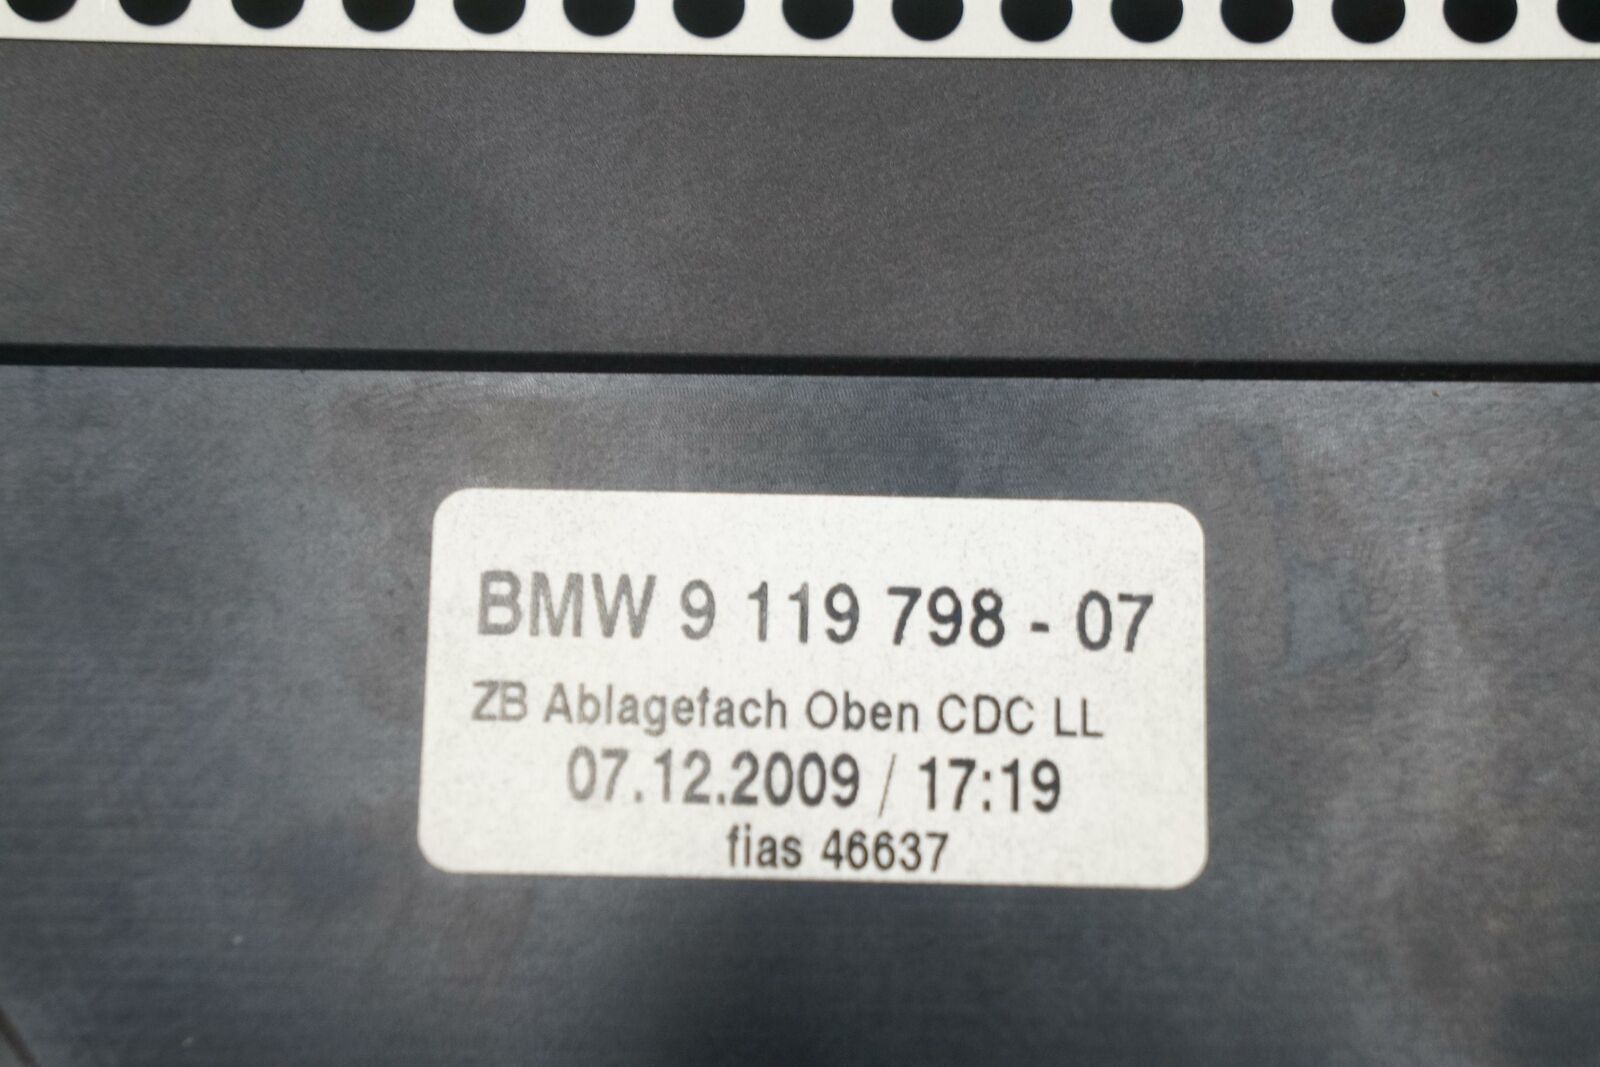 BMW 9 119 798 - 07
ZB Ablagefach Oben CDC LL
07.12.2009 / 17:19
fias 46637